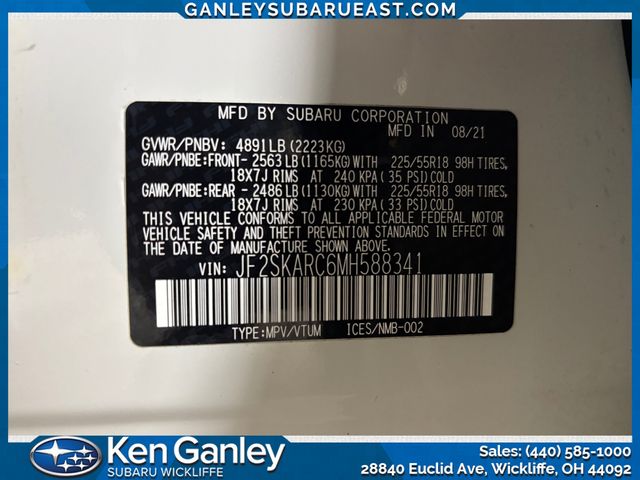 GANLEYSUBARUEAST.COM
MFD BY SUBARU CORPORATION
MFD IN 08/21
GVWR/PNBV: 4891LB (2223KG)
GAWR/PNBE:FRONT- 2563LB (1165KG) WITH 225/55R18 98H TIRES,
18X7J RIMS AT 240 KPA ( 35 PSI) COLD
GAWR/PNBE:REAR - 2486LB (1130KG) WITH 225/55R18 98H TIRES,
18X7J RIMS AT 230 KPA ( 33 PSI) COLD
THIS VEHICLE CONFORMS TO ALL APPLICABLE FEDERAL MOTOR
VEHICLE SAFETY AND THEFT PREVENTION STANDARDS IN EFFECT
ON THE DATE OF MANUFACTURE SHOWN ABOVE.
VIN: JF2SKARC6MH588341
TYPE:MPV/VTUM ICES/NMB-002
Ken Ganley
SUBARU WICKLIFFE
Sales: (440) 585-1000
28840 Euclid Ave, Wickliffe, OH 44092